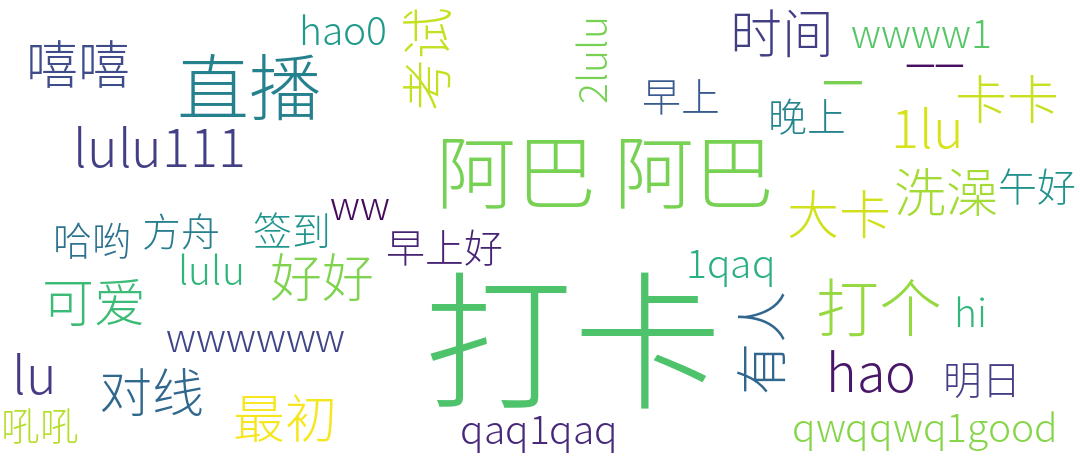 嘻嘻
直播
hao0
考试
2lulu
时间
wwww1
一一
一
卡卡
早上
晚上
1lu
lulu111
阿巴 阿巴
洗澡
午好
大卡
ww
哈哟
方舟
签到
早上好
lulu
好好
1qaq
可爱
打卡
有人
打个
hi
wwwwww
lu
对线
hao
明日
最初
吼吼
qaq1qaq
qwqqwq1good